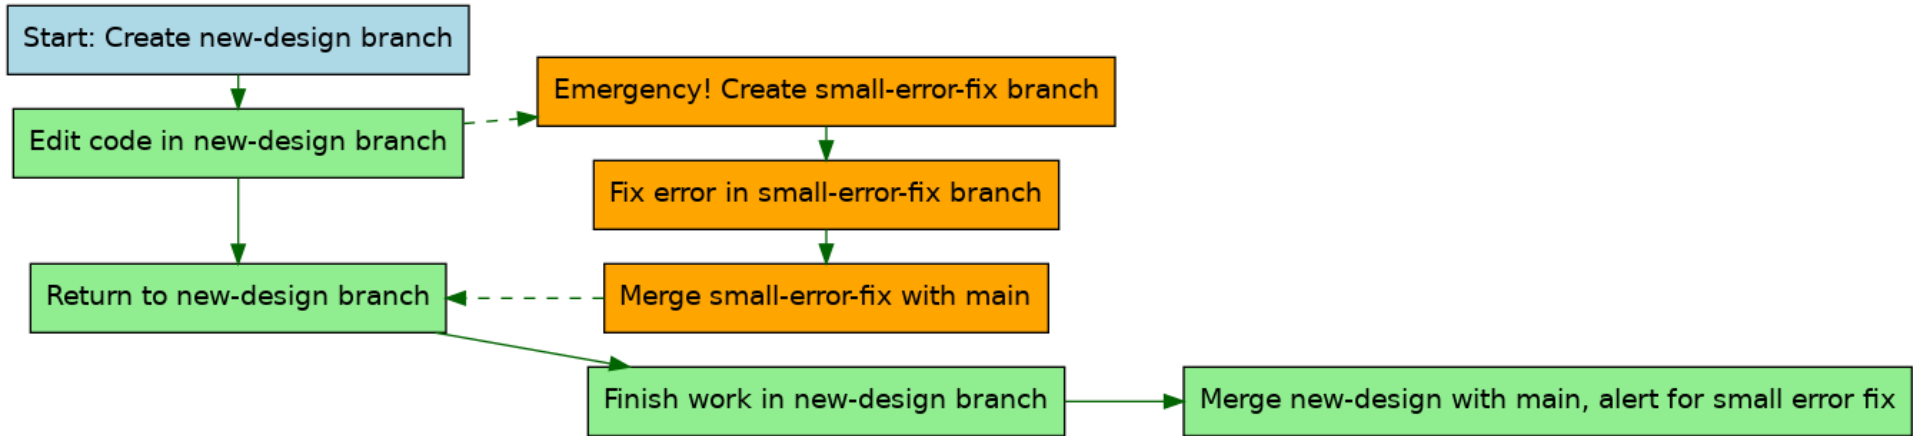 Start: Create new-design branch
Edit code in new-design branch
Emergency! Create small-error-fix branch
Fix error in small-error-fix branch
Merge small-error-fix with main
Return to new-design branch
Finish work in new-design branch
Merge new-design with main, alert for small error fix